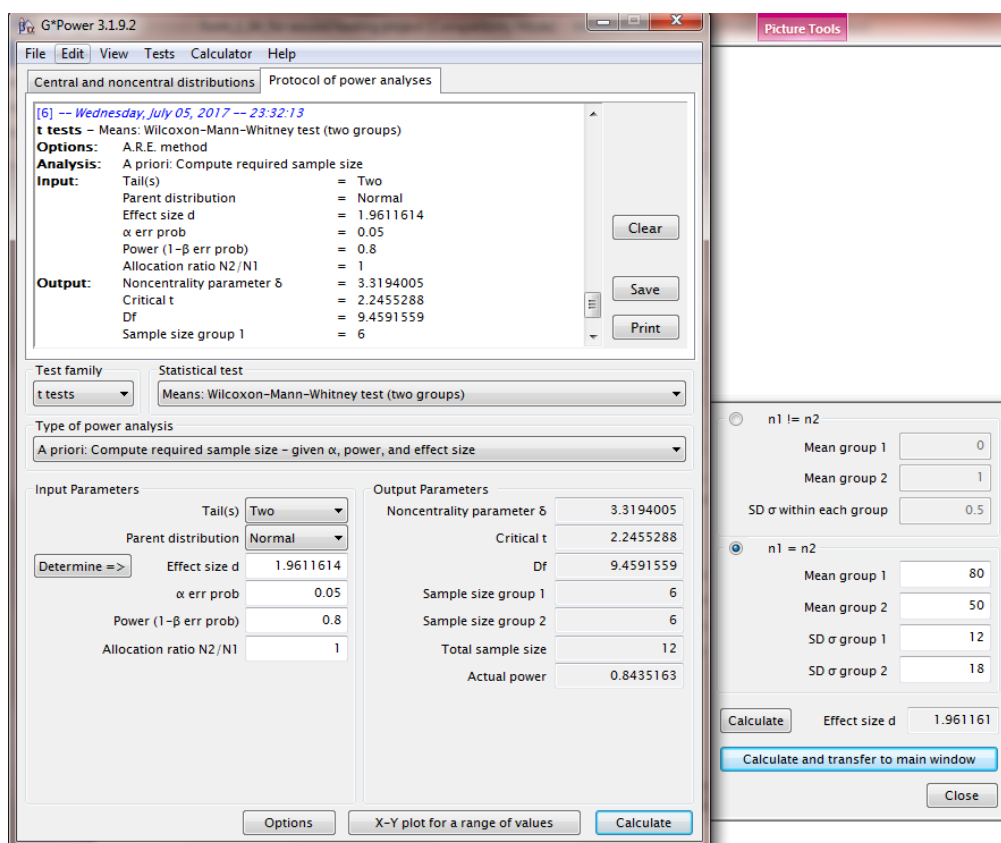 G*Power 3.1.9.2
Picture Tools
File Edit View Tests Calculator Help
Central and noncentral distributions Protocol of power analyses
[6] -- Wednesday, July 05, 2017 -- 23:32:13
t tests – Means: Wilcoxon-Mann-Whitney test (two groups)
Options: A.R.E. method
Analysis: A priori: Compute required sample size
Input: Tail(s) = Two
Parent distribution = Normal
Effect size d = 1.9611614
α err prob = 0.05
Power (1-β err prob) = 0.8
Allocation ratio N2/N1 = 1
Output: Noncentrality parameter δ = 3.3194005
Critical t = 2.2455288
Df = 9.4591559
Sample size group 1 = 6
Clear
Save
Print
Test family
t tests
Statistical test
Means: Wilcoxon-Mann-Whitney test (two groups)
Type of power analysis
A priori: Compute required sample size – given α, power, and effect size
Input Parameters
Tail(s) Two
Parent distribution Normal
Determine => Effect size d 1.9611614
α err prob 0.05
Power (1-β err prob) 0.8
Allocation ratio N2/N1 1
Output Parameters
Noncentrality parameter δ 3.3194005
Critical t 2.2455288
Df 9.4591559
Sample size group 1 6
Sample size group 2 6
Total sample size 12
Actual power 0.8435163
Options X-Y plot for a range of values Calculate
n1 != n2
Mean group 1 0
Mean group 2 1
SD σ within each group 0.5
n1 = n2
Mean group 1 80
Mean group 2 50
SD σ group 1 12
SD σ group 2 18
Calculate Effect size d 1.961161
Calculate and transfer to main window
Close